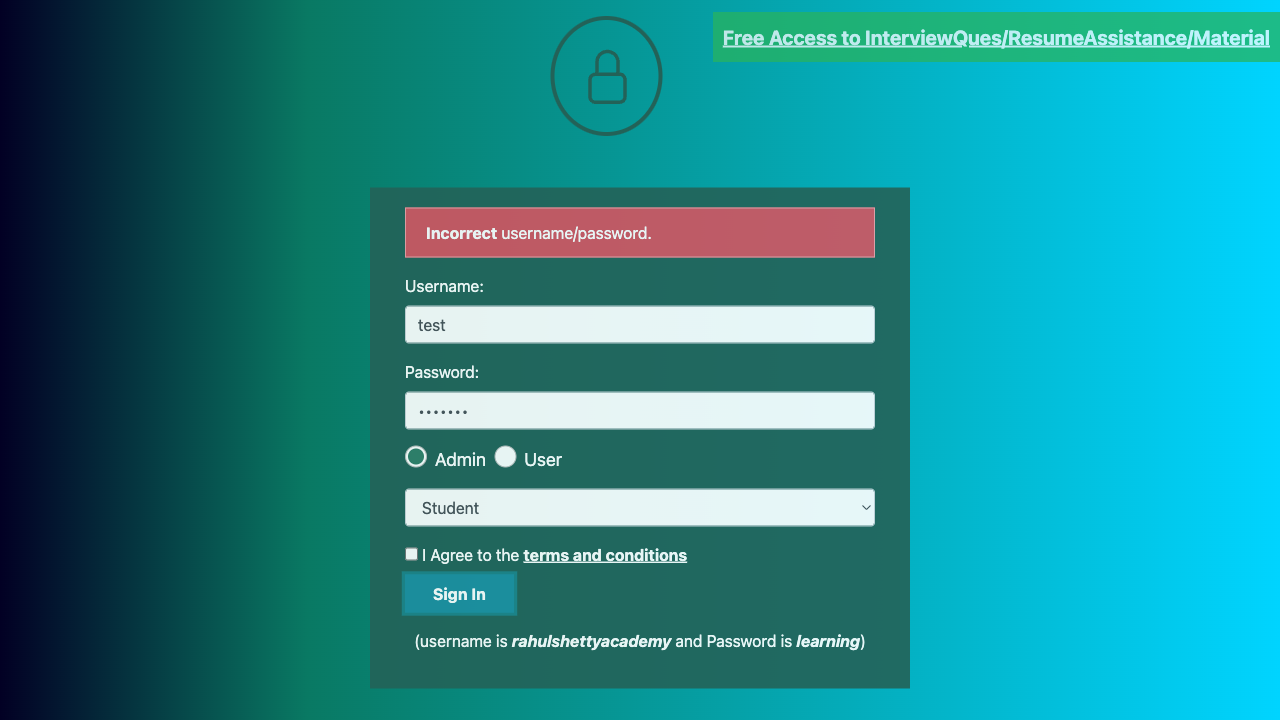 Free Access to InterviewQues/ResumeAssistance/Material
Incorrect username/password.
Username:
test
Password:
•••••••
Admin User
Student
I Agree to the terms and conditions
Sign In
(username is rahulshettyacademy and Password is learning)